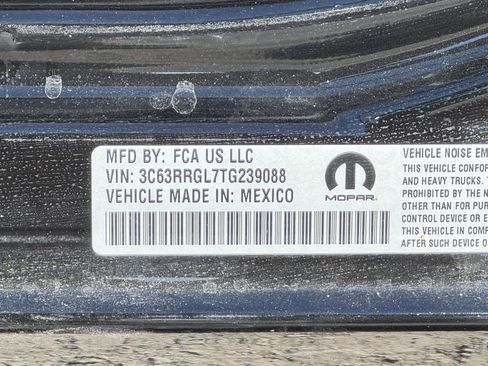 MFD BY: FCA US LLC
VIN: 3C63RRGL7TG239088
VEHICLE MADE IN: MEXICO
MOPAR
VEHICLE NOISE EM
THIS VEHICLE CONFOR
AND HEAVY TRUCKS. T
PROHIBITED BY THE N
OTHER THAN FOR PUR
CONTROL DEVICE OR E
THIS VEHICLE IN COMP
AFTER SUCH DEVICE O